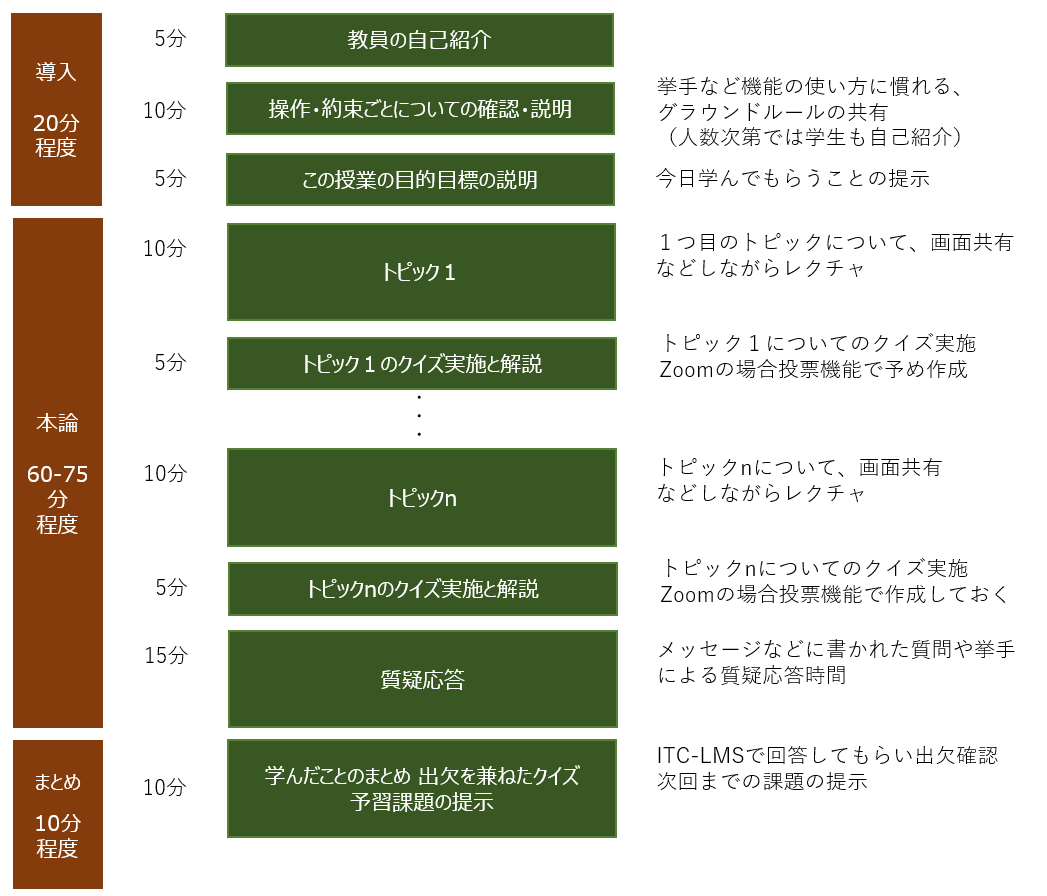 導入
20分
程度
5分
教員の自己紹介
10分
操作・約束ごとについての確認・説明
挙手など機能の使い方に慣れる、
グラウンドルールの共有
（人数次第では学生も自己紹介）
5分
この授業の目的目標の説明
今日学んでもらうことの提示
本論
60-75
分
程度
10分
トピック１
１つ目のトピックについて、画面共有
などしながらレクチャ
5分
トピック１のクイズ実施と解説
トピック１についてのクイズ実施
Zoomの場合投票機能で予め作成
・
・
・
10分
トピックn
トピックnについて、画面共有
などしながらレクチャ
5分
トピックnのクイズ実施と解説
トピックnについてのクイズ実施
Zoomの場合投票機能で作成しておく
15分
質疑応答
メッセージなどに書かれた質問や挙手
による質疑応答時間
まとめ
10分
程度
10分
学んだことのまとめ 出欠を兼ねたクイズ
予習課題の提示
ITC-LMSで回答してもらい出欠確認
次回までの課題の提示